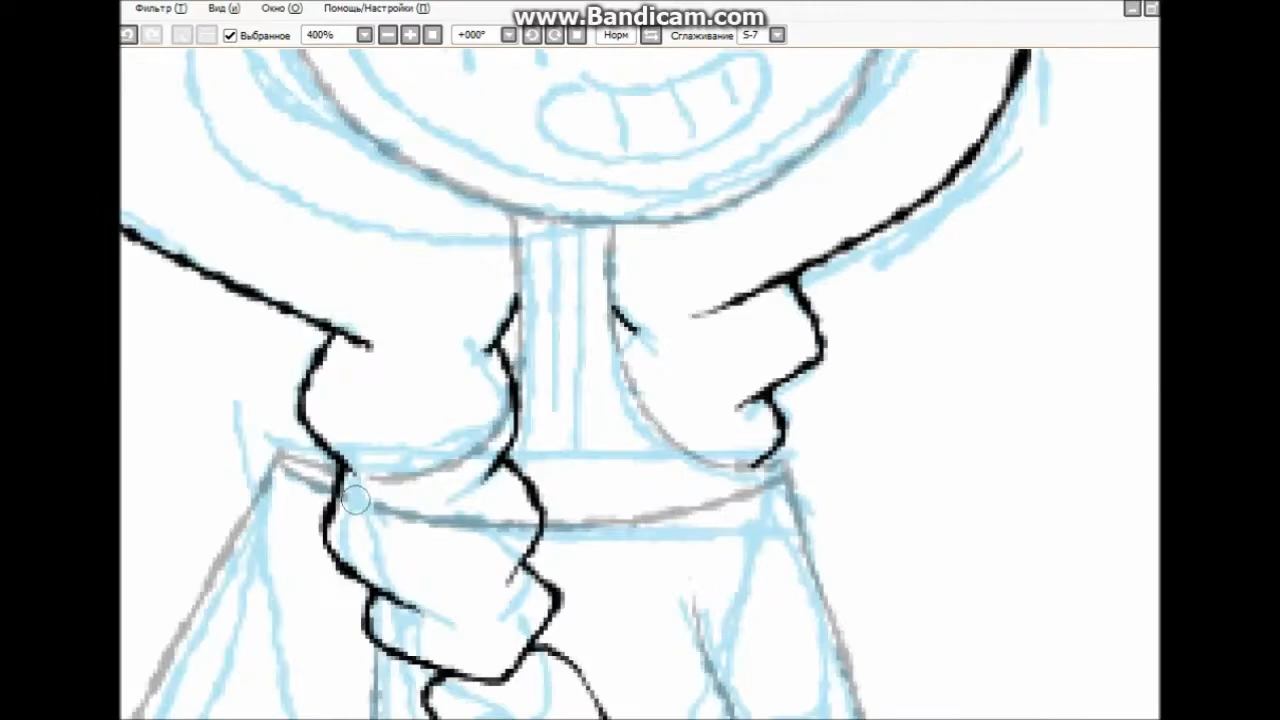 Фильтр (T) Вид (и) Окно (O) Помощь/Настройки (П)
www.Bandicam.com
Выбранное 400% +000° Норм Сглаживание S-7